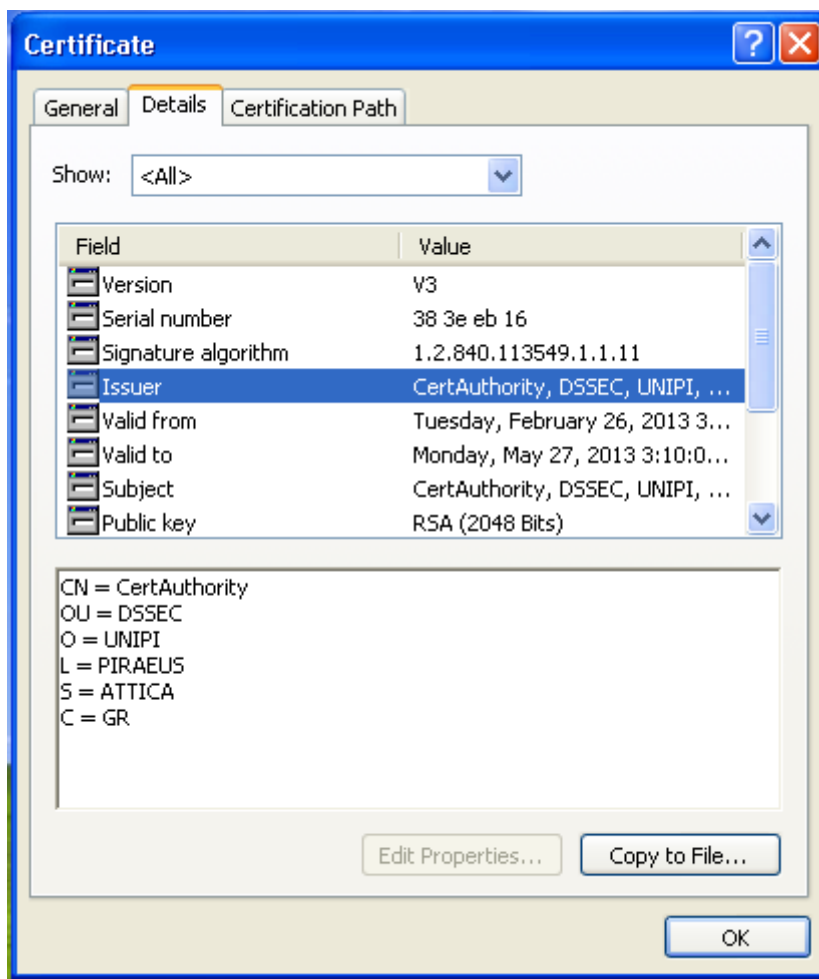 Certificate
General Details Certification Path
Show: <All>
Field Value
Version V3
Serial number 38 3e eb 16
Signature algorithm 1.2.840.113549.1.1.11
Issuer CertAuthority, DSSEC, UNIPI, ...
Valid from Tuesday, February 26, 2013 3...
Valid to Monday, May 27, 2013 3:10:0...
Subject CertAuthority, DSSEC, UNIPI, ...
Public key RSA (2048 Bits)
CN = CertAuthority
OU = DSSEC
O = UNIPI
L = PIRAEUS
S = ATTICA
C = GR
Edit Properties... Copy to File...
OK